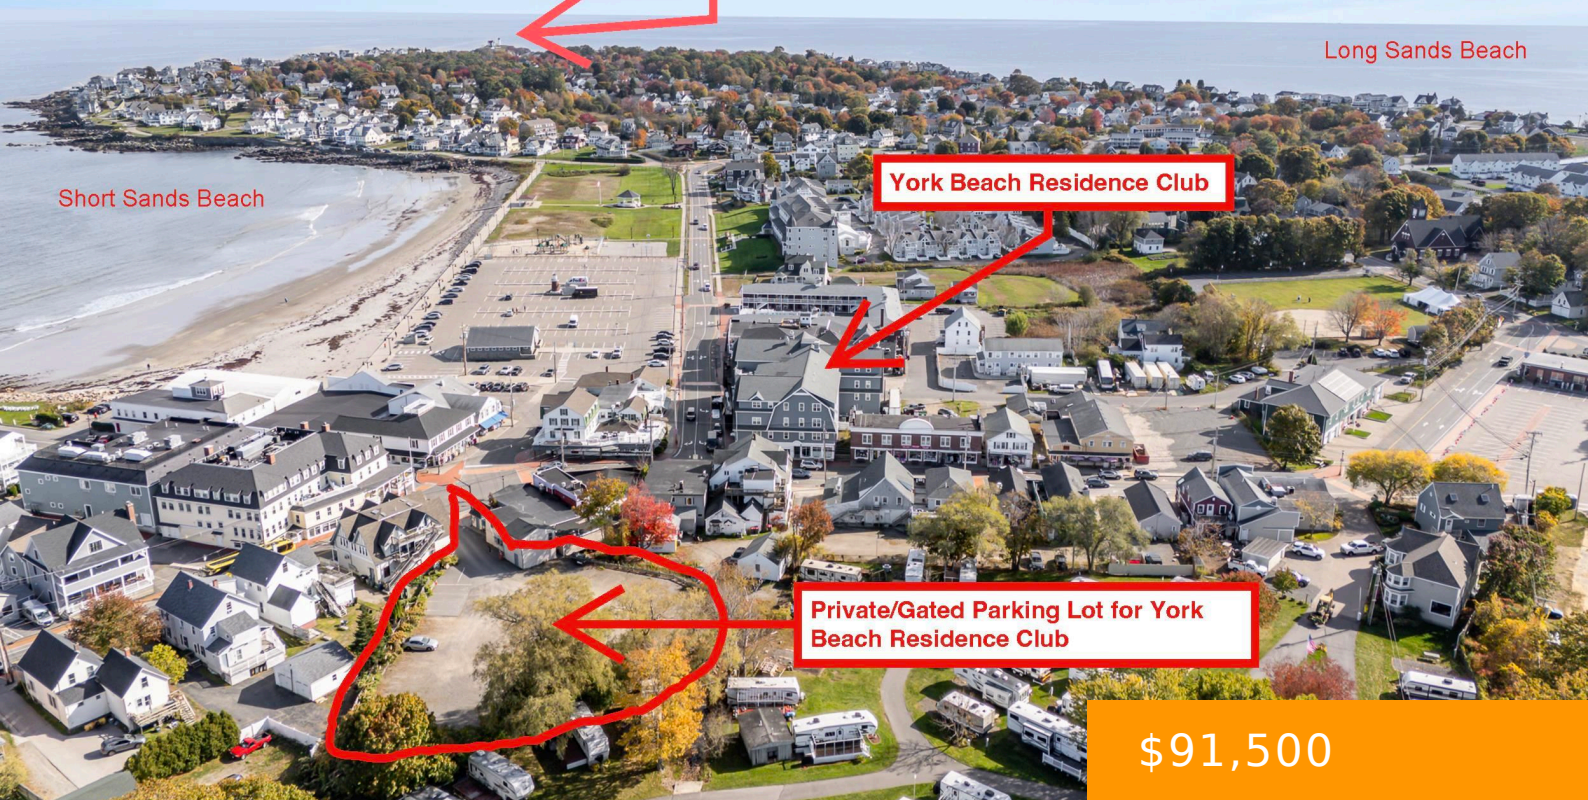 Long Sands Beach
Short Sands Beach
York Beach Residence Club
Private/Gated Parking Lot for York
Beach Residence Club
$91,500